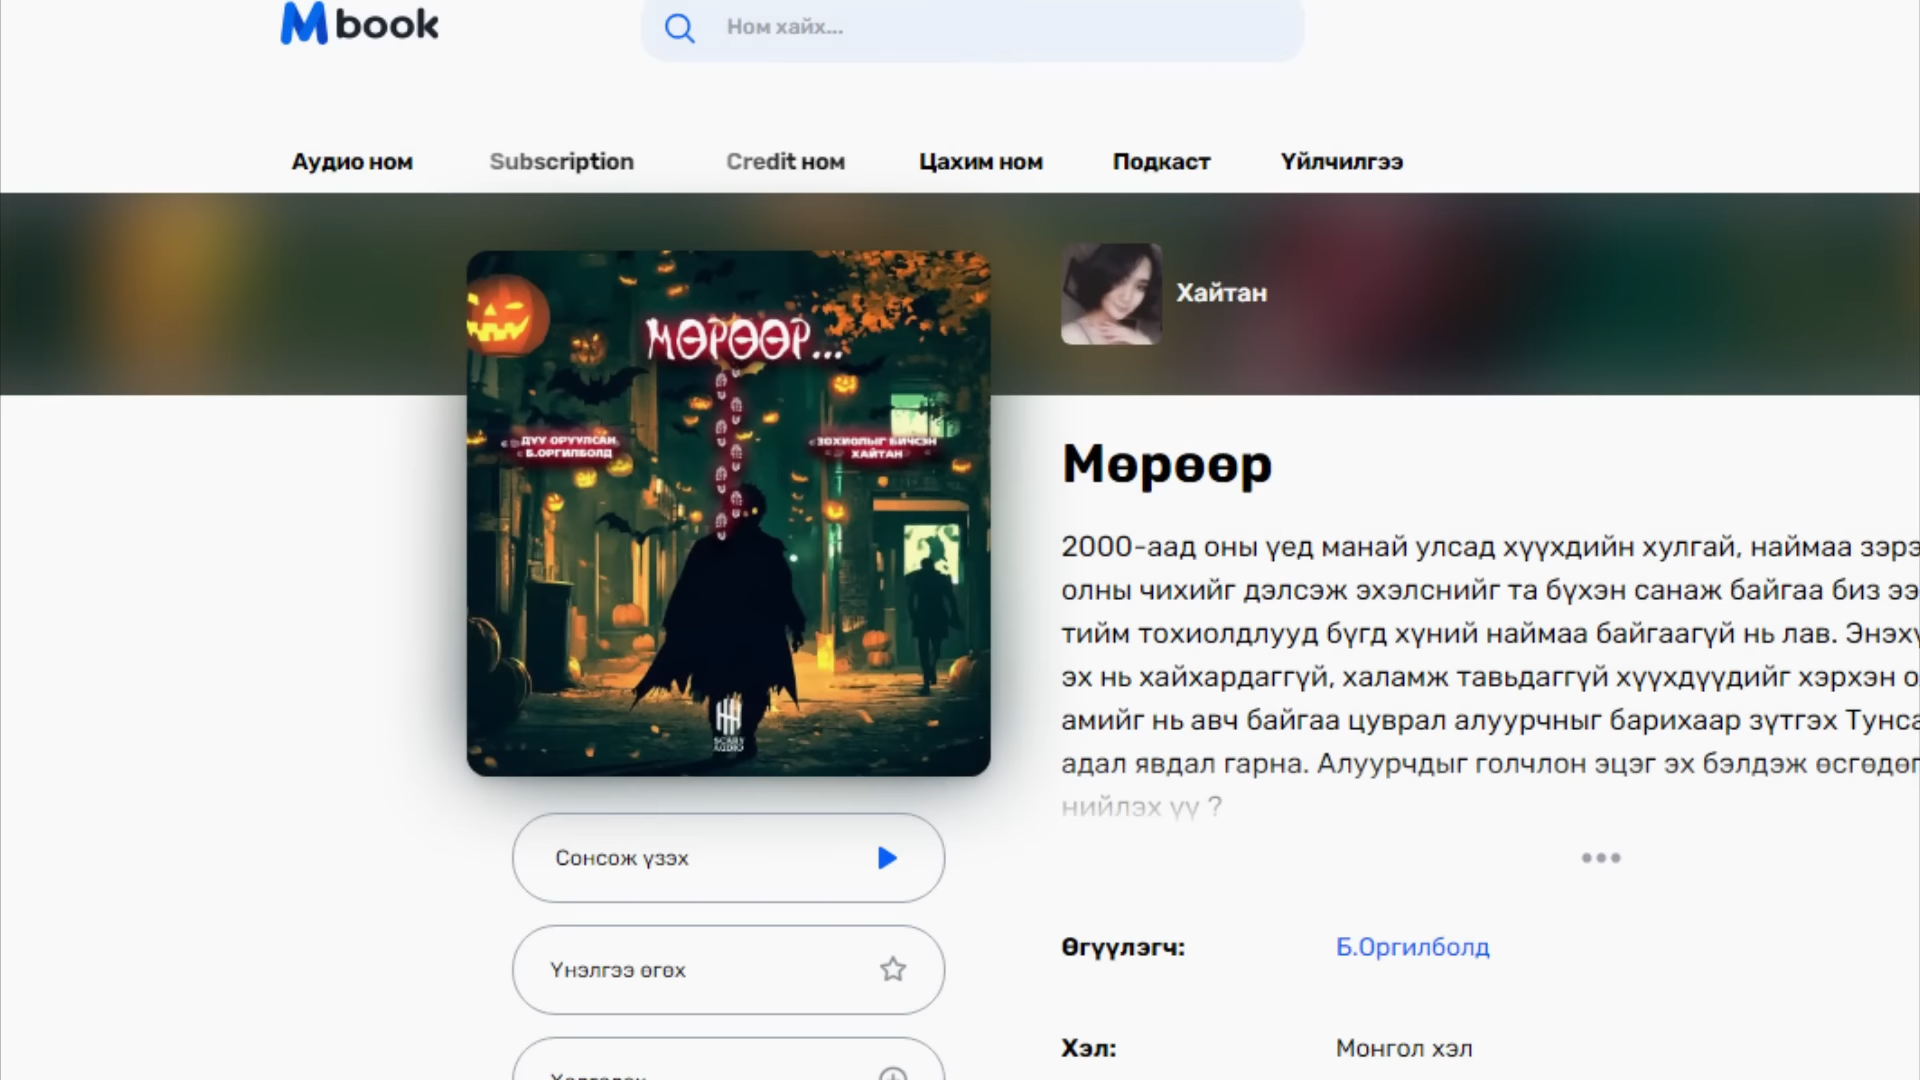 Mbook
Ном хайх...
Аудио ном Subscription Credit ном Цахим ном Подкаст Үйлчилгээ
МӨРӨӨР...
ДУУ ОРУУЛСАН
Б.ОРГИЛБОЛД
ЗОХИОЛЫГ БИЧСЭН
ХАЙТАН
SCARY
AUDIO
Хайтан
Мөрөөр
2000-аад оны үед манай улсад хүүхдийн хулгай, наймаа зэрэ
олны чихийг дэлсэж эхэлснийг та бүхэн санаж байгаа биз ээ
тийм тохиолдлууд бүгд хүний наймаа байгаагүй нь лав. Энэхү
эх нь хайхардаггүй, халамж тавьдаггүй хүүхдүүдийг хэрхэн о
амийг нь авч байгаа цуврал алуурчныг барихаар зүтгэх Тунса
адал явдал гарна. Алуурчдыг голчлон эцэг эх бэлдэж өсгөдөг
нийлэх үү ?
Сонсож үзэх
Үнэлгээ өгөх
Өгүүлэгч: Б.Оргилболд
Хэл: Монгол хэл